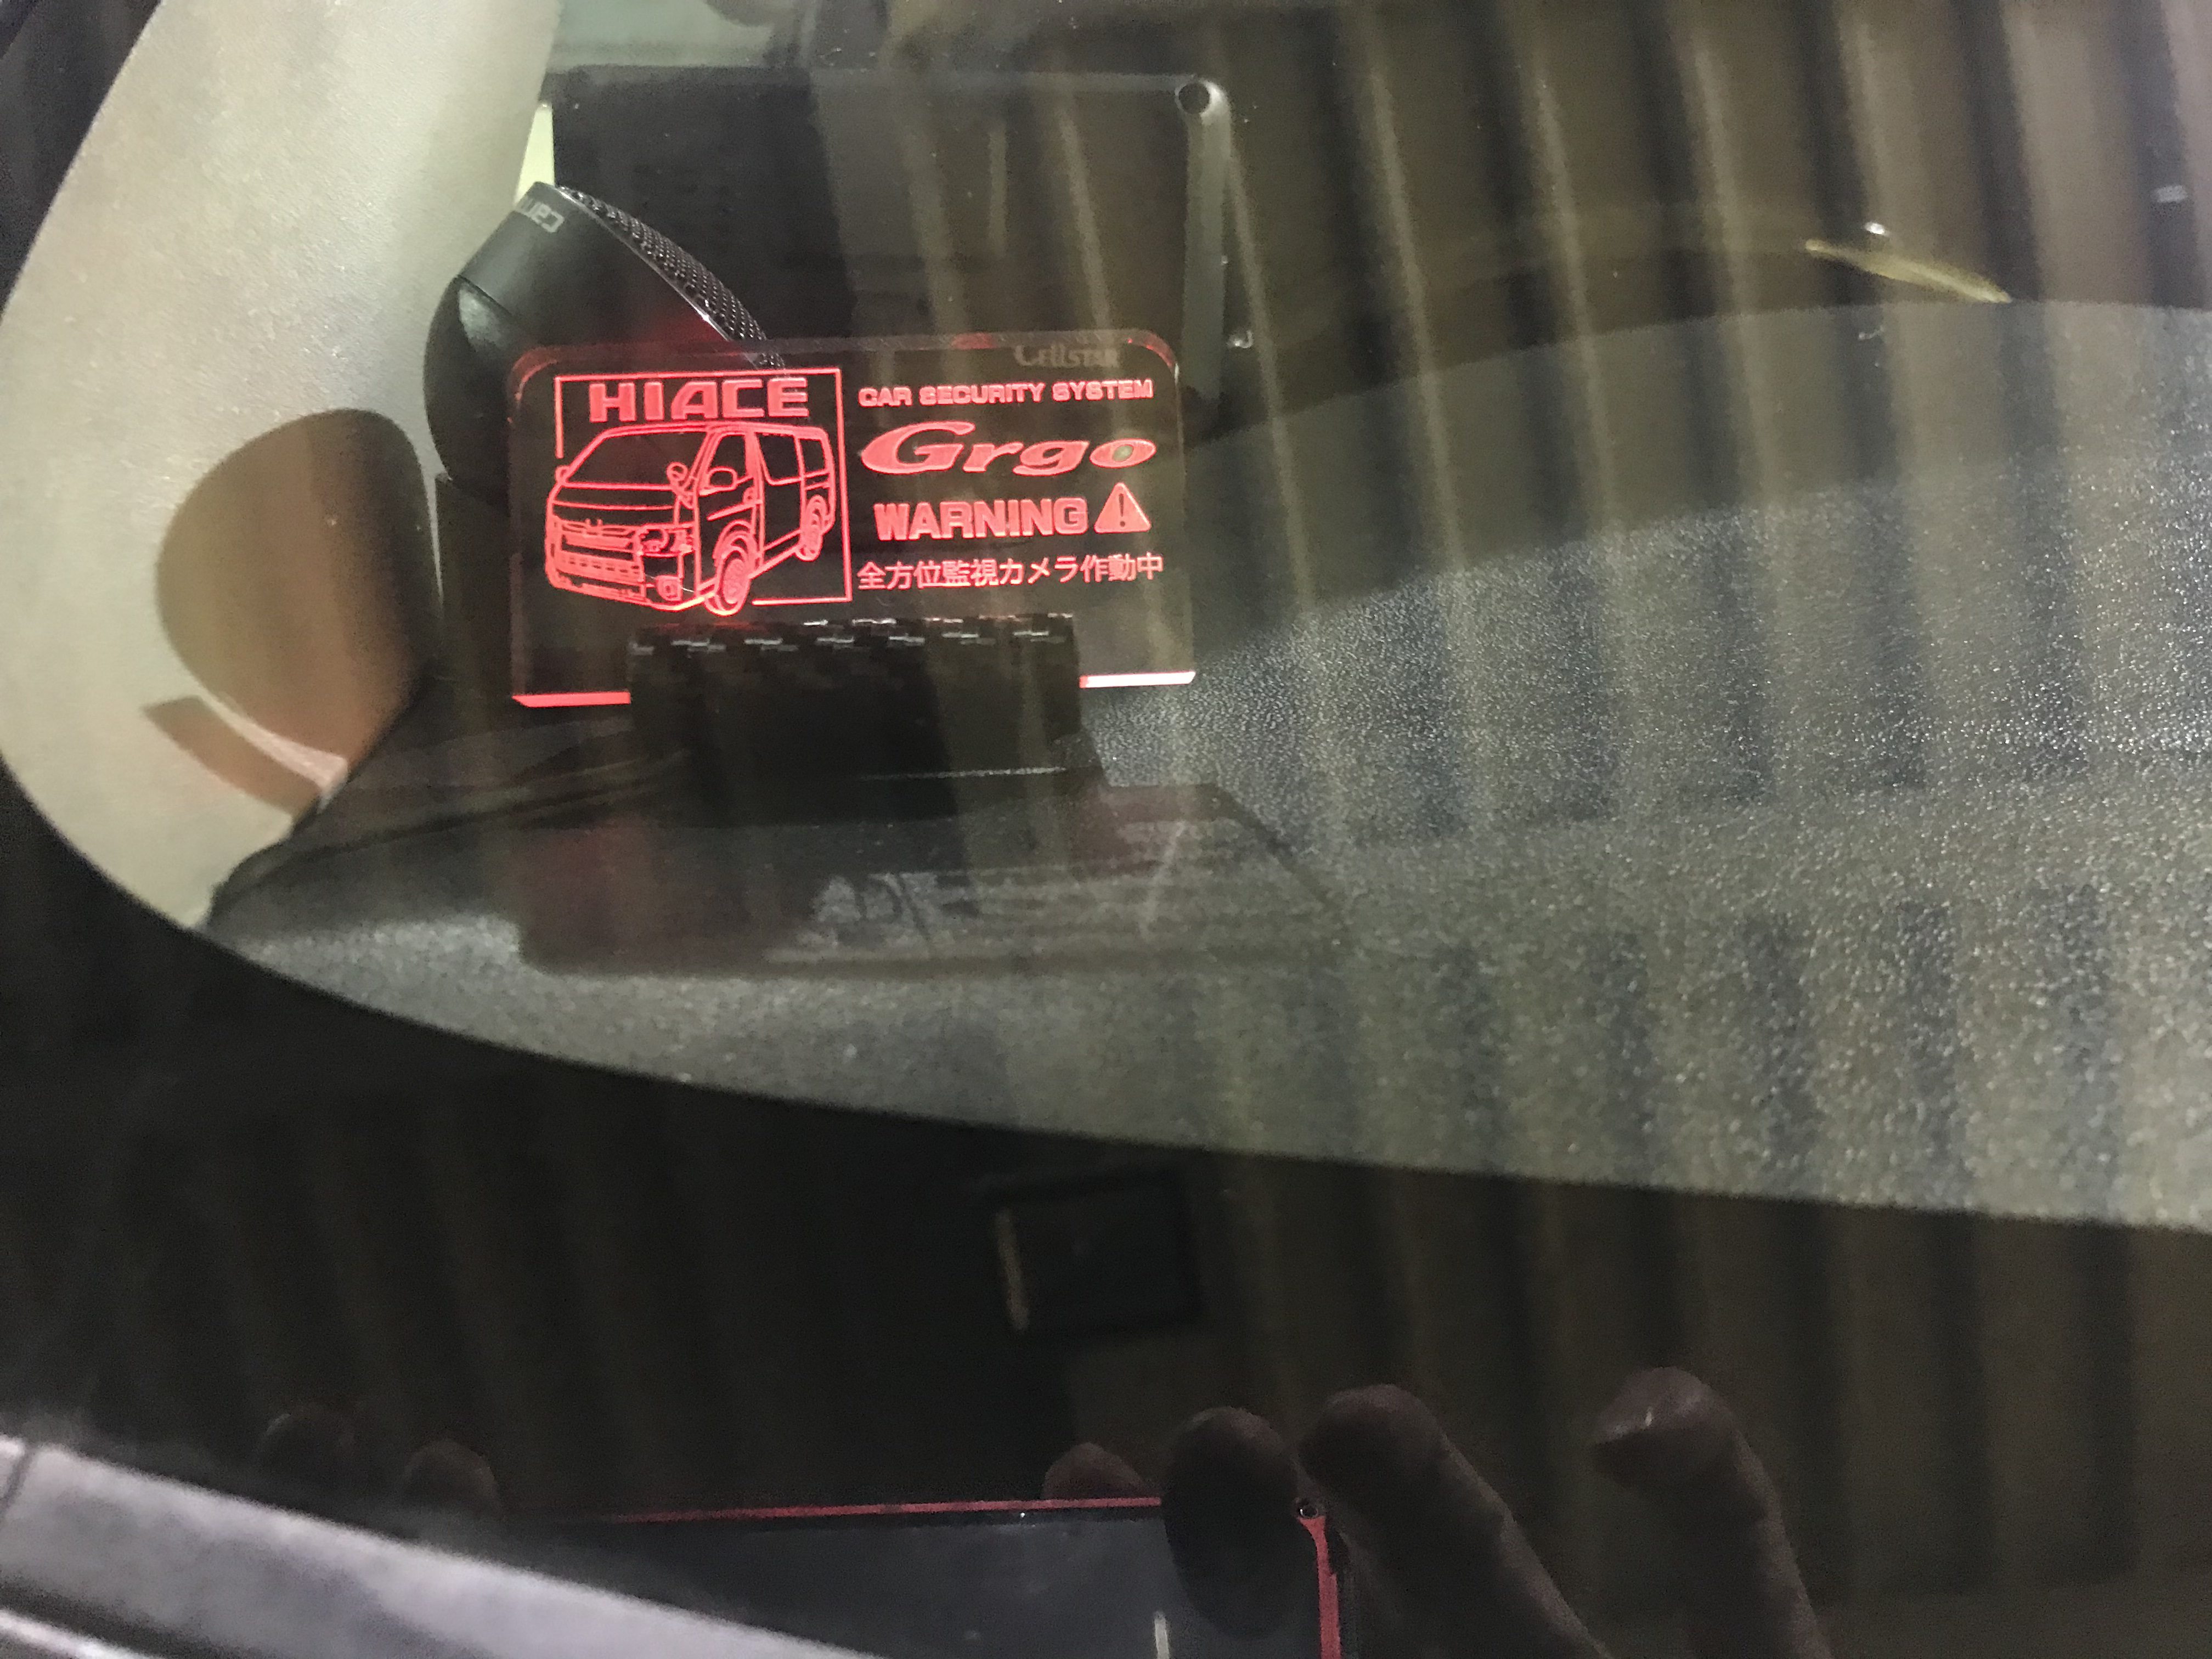 CELLSTAR
HIACE
CAR SECURITY SYSTEM
Grgo
WARNING
全方位監視カメラ作動中